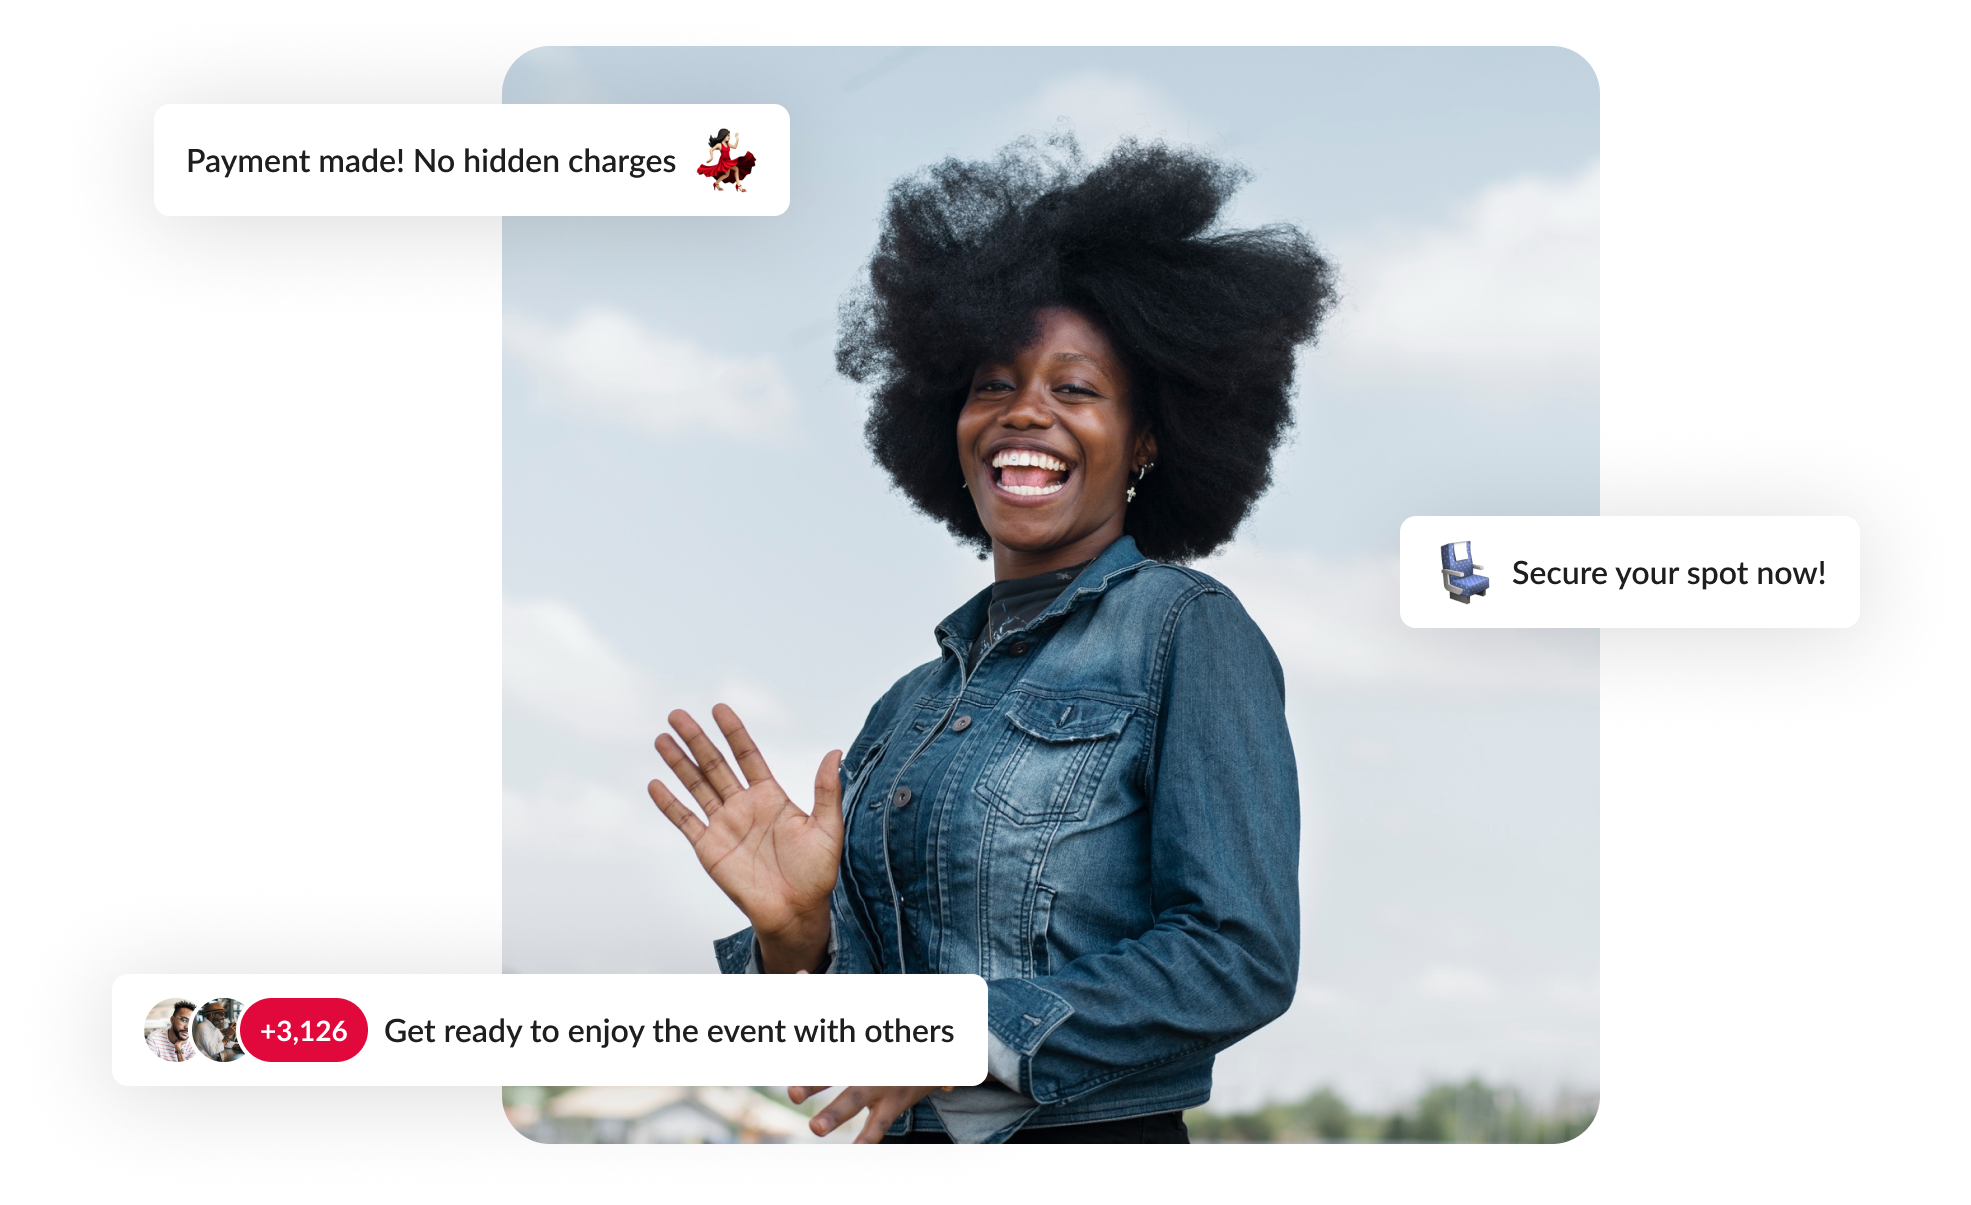 Payment made! No hidden charges
Secure your spot now!
+3,126 Get ready to enjoy the event with others